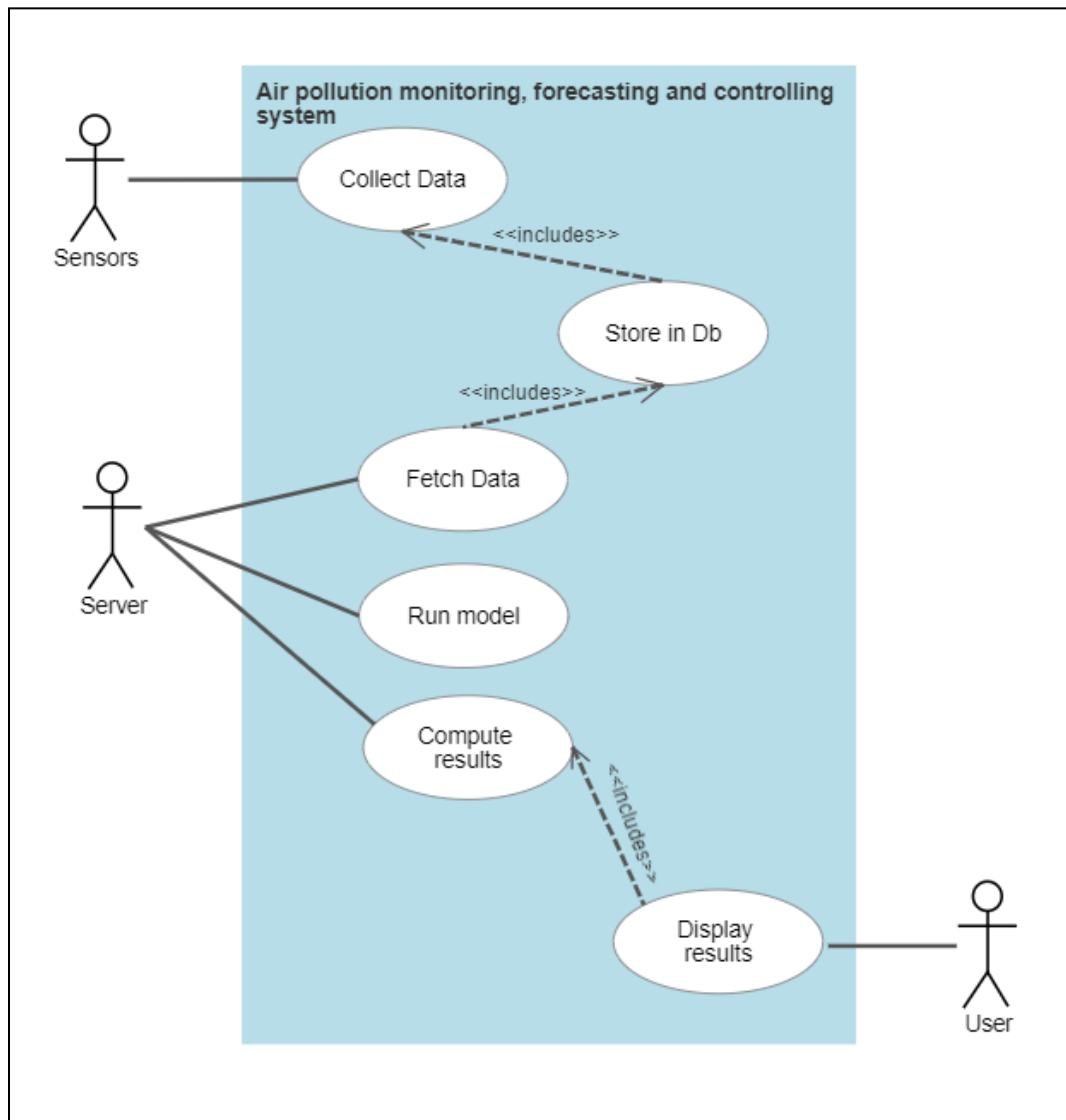 Air pollution monitoring, forecasting and controlling
system
Collect Data
Sensors
<<includes>>
Store in Db
<<includes>>
Fetch Data
Server
Run model
Compute
results
<<includes>>
Display
results
User